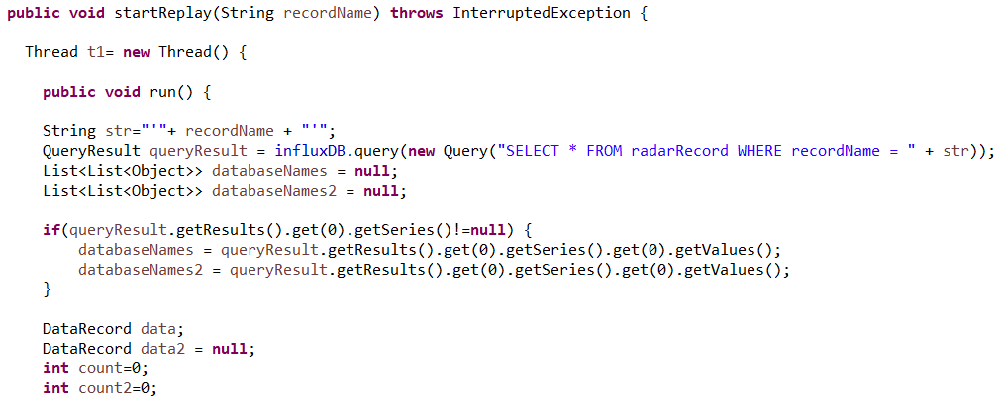 public void startReplay(String recordName) throws InterruptedException {
Thread t1= new Thread() {
public void run() {
String str="'"+ recordName + "'";
QueryResult queryResult = influxDB.query(new Query("SELECT * FROM radarRecord WHERE recordName = " + str));
List<List<Object>> databaseNames = null;
List<List<Object>> databaseNames2 = null;
if(queryResult.getResults().get(0).getSeries()!=null) {
databaseNames = queryResult.getResults().get(0).getSeries().get(0).getValues();
databaseNames2 = queryResult.getResults().get(0).getSeries().get(0).getValues();
}
DataRecord data;
DataRecord data2 = null;
int count=0;
int count2=0;